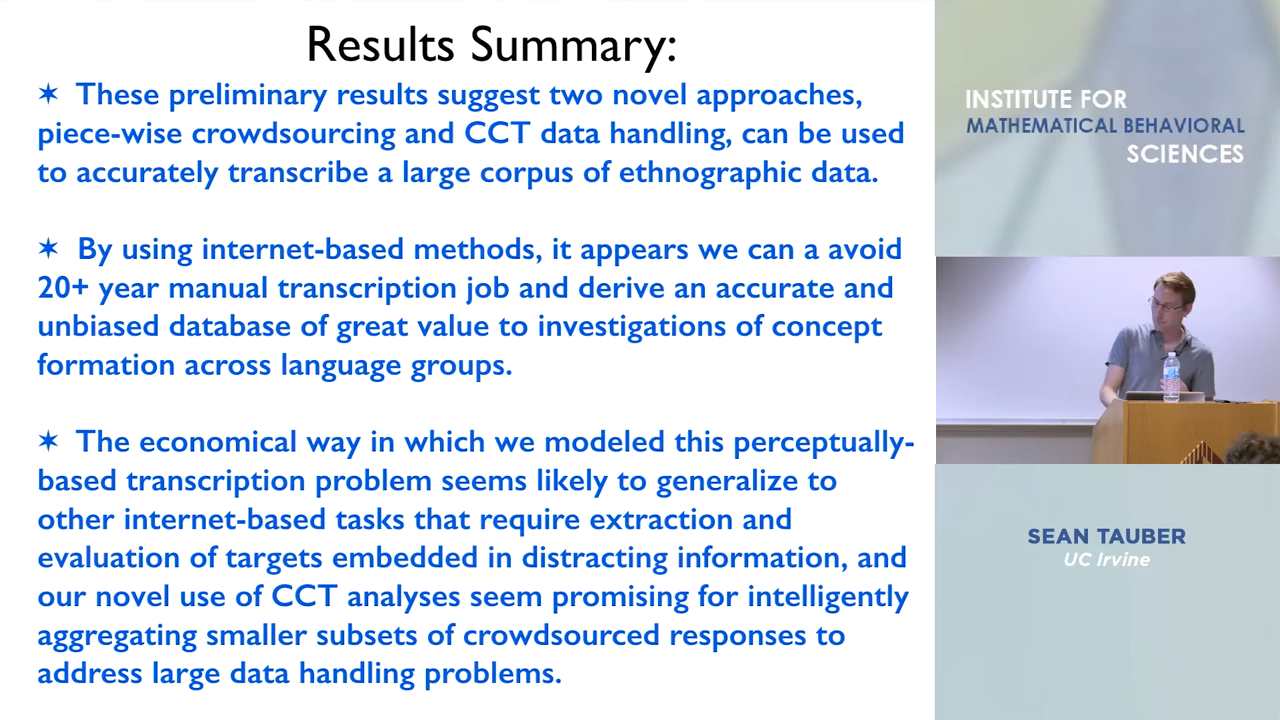 Results Summary:
✶ These preliminary results suggest two novel approaches,
piece-wise crowdsourcing and CCT data handling, can be used
to accurately transcribe a large corpus of ethnographic data.
✶ By using internet-based methods, it appears we can a avoid
20+ year manual transcription job and derive an accurate and
unbiased database of great value to investigations of concept
formation across language groups.
✶ The economical way in which we modeled this perceptually-
based transcription problem seems likely to generalize to
other internet-based tasks that require extraction and
evaluation of targets embedded in distracting information, and
our novel use of CCT analyses seem promising for intelligently
aggregating smaller subsets of crowdsourced responses to
address large data handling problems.
INSTITUTE FOR
MATHEMATICAL BEHAVIORAL
SCIENCES
SEAN TAUBER
UC Irvine